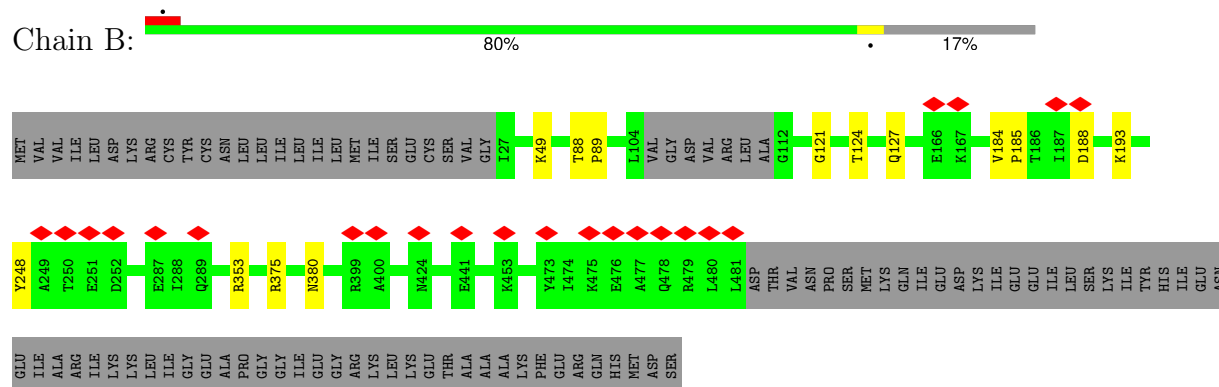 Chain B:
80%
17%
MET VAL VAL ILE LEU ASP LYS ARG CYS TYR CYS ASN LEU LEU ILE LEU ILE LEU MET ILE SER GLU CYS SER VAL GLY I27 K49 T88 P89 L104 VAL GLY ASP VAL ARG LEU ALA G112 G121 T124 Q127 E166 K167 V184 P185 T186 I187 D188 K193
Y248 A249 T250 E251 D252 E287 I288 Q289 R353 R375 N380 R399 A400 N424 E441 K453 Y473 I474 K475 E476 A477 Q478 R479 L480 L481 ASP THR VAL ASN PRO SER MET LYS GLN ILE GLU ASP LYS ILE GLU GLU ILE LEU SER LYS ILE TYR HIS ILE GLU ASN
GLU ILE ALA ARG ILE LYS LYS LEU ILE GLY GLU ALA PRO GLY GLY ILE GLU GLY ARG LYS LEU LYS GLU THR ALA ALA ALA LYS PHE GLU ARG GLN HIS MET ASP SER